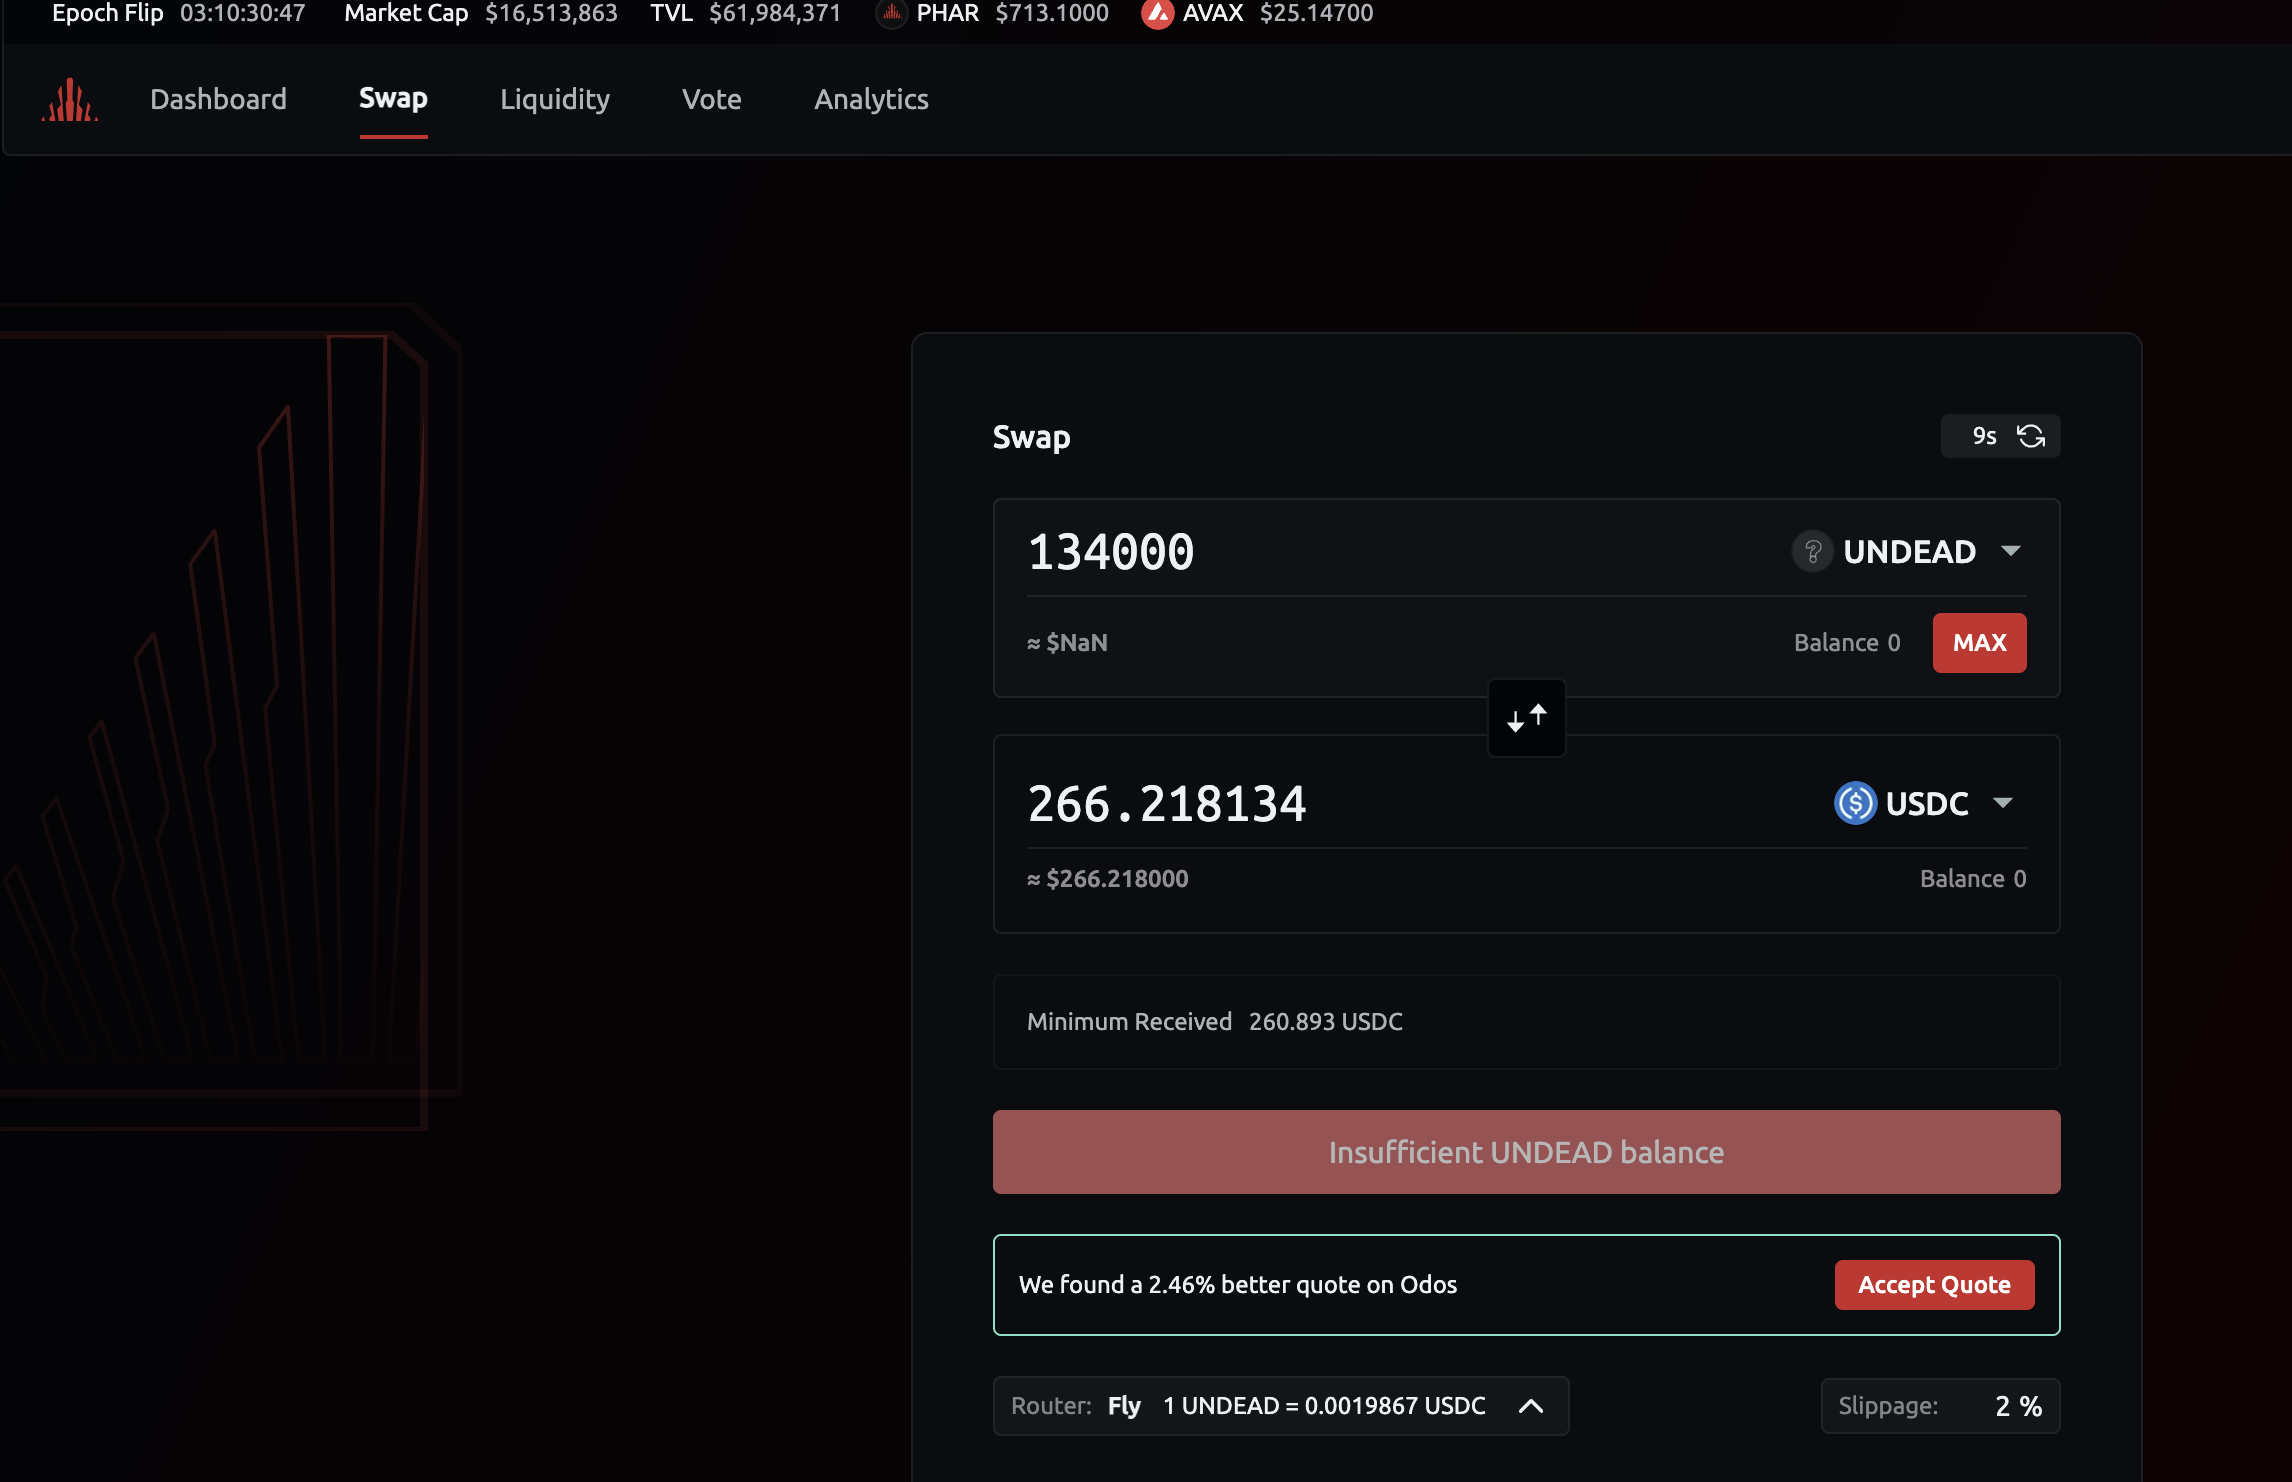 Epoch Flip 03:10:30:47 Market Cap $16,513,863 TVL $61,984,371 PHAR $713.1000 AVAX $25.14700
Dashboard Swap Liquidity Vote Analytics
Swap 9s
134000 ? UNDEAD
≈ $NaN Balance 0 MAX
266.218134 $ USDC
≈ $266.218000 Balance 0
Minimum Received 260.893 USDC
Insufficient UNDEAD balance
We found a 2.46% better quote on Odos Accept Quote
Router: Fly 1 UNDEAD = 0.0019867 USDC Slippage: 2 %